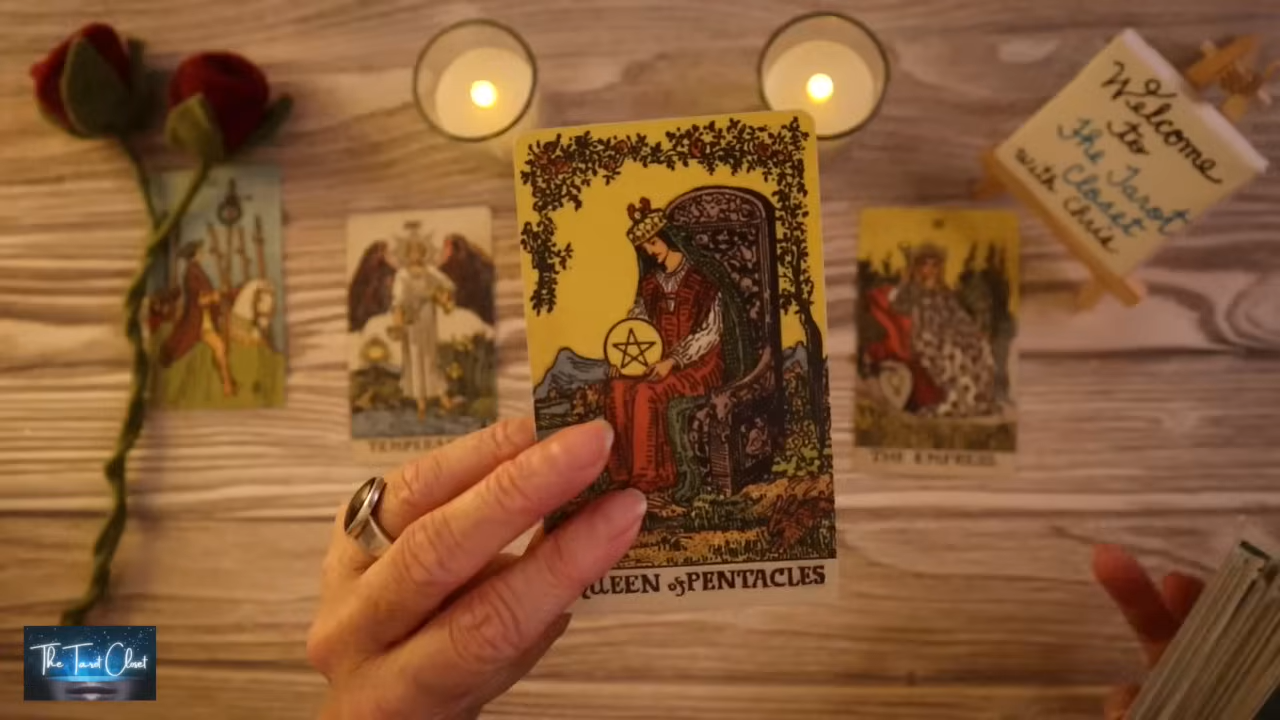 Welcome
to
The Tarot
Closet
with Chris
QUEEN of PENTACLES
THE EMPRESS
The Tarot Closet